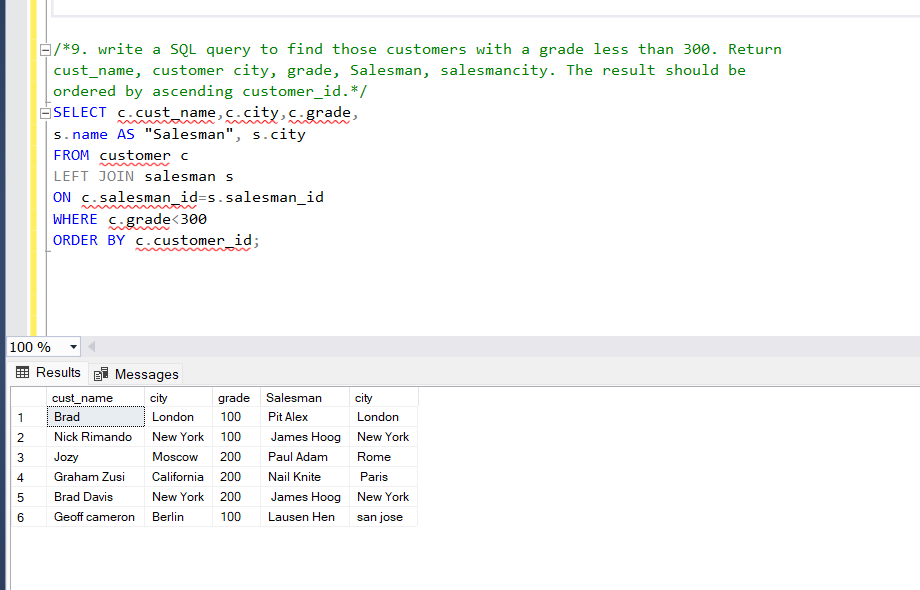 /*9. write a SQL query to find those customers with a grade less than 300. Return
cust_name, customer city, grade, Salesman, salesmancity. The result should be
ordered by ascending customer_id.*/
SELECT c.cust_name,c.city,c.grade,
s.name AS "Salesman", s.city
FROM customer c
LEFT JOIN salesman s
ON c.salesman_id=s.salesman_id
WHERE c.grade<300
ORDER BY c.customer_id;
100 %
Results Messages
cust_name city grade Salesman city
1 Brad London 100 Pit Alex London
2 Nick Rimando New York 100 James Hoog New York
3 Jozy Moscow 200 Paul Adam Rome
4 Graham Zusi California 200 Nail Knite Paris
5 Brad Davis New York 200 James Hoog New York
6 Geoff cameron Berlin 100 Lausen Hen san jose